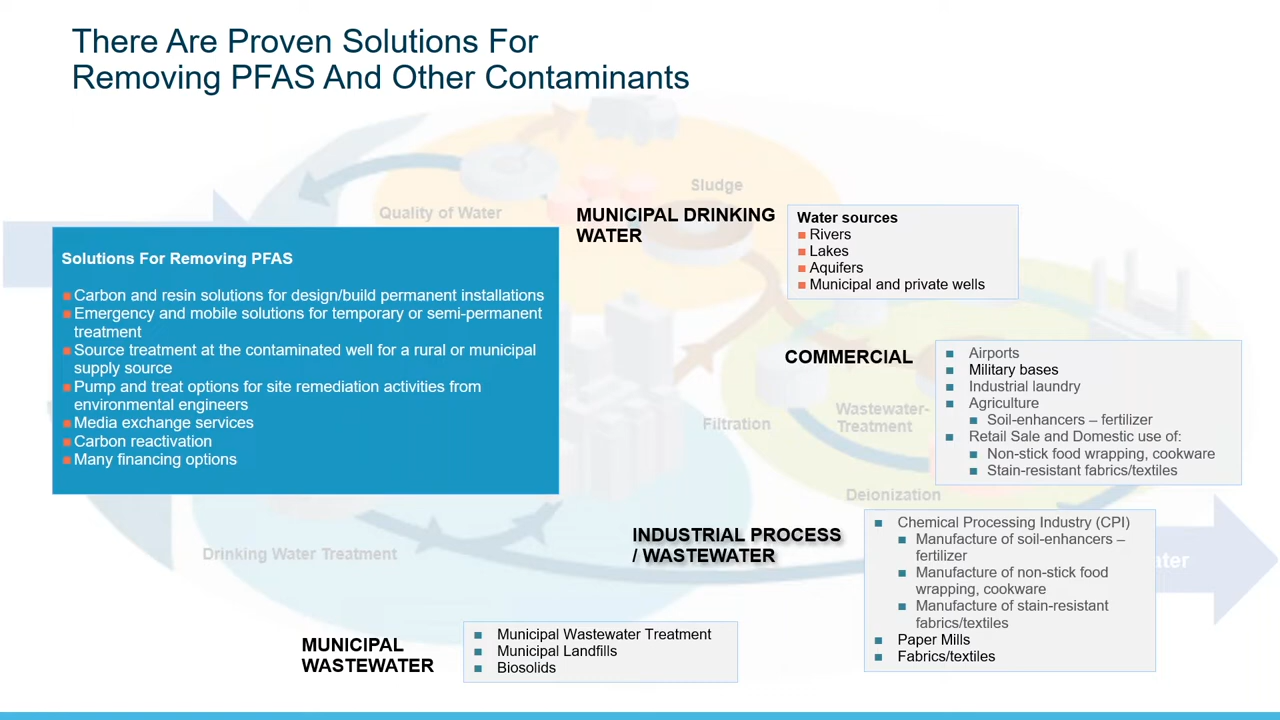 There Are Proven Solutions For
Removing PFAS And Other Contaminants
Sludge
Quality of Water
MUNICIPAL DRINKING
WATER
Water sources
Rivers
Lakes
Aquifers
Municipal and private wells
Solutions For Removing PFAS
Carbon and resin solutions for design/build permanent installations
Emergency and mobile solutions for temporary or semi-permanent
treatment
Source treatment at the contaminated well for a rural or municipal
supply source
Pump and treat options for site remediation activities from
environmental engineers
Media exchange services
Carbon reactivation
Many financing options
COMMERCIAL
Airports
Military bases
Industrial laundry
Agriculture
Soil-enhancers – fertilizer
Retail Sale and Domestic use of:
Non-stick food wrapping, cookware
Stain-resistant fabrics/textiles
Filtration
Wastewater-
Treatment
Deionization
Drinking Water Treatment
INDUSTRIAL PROCESS
/ WASTEWATER
Chemical Processing Industry (CPI)
Manufacture of soil-enhancers –
fertilizer
Manufacture of non-stick food
wrapping, cookware
Manufacture of stain-resistant
fabrics/textiles
Paper Mills
Fabrics/textiles
MUNICIPAL
WASTEWATER
Municipal Wastewater Treatment
Municipal Landfills
Biosolids